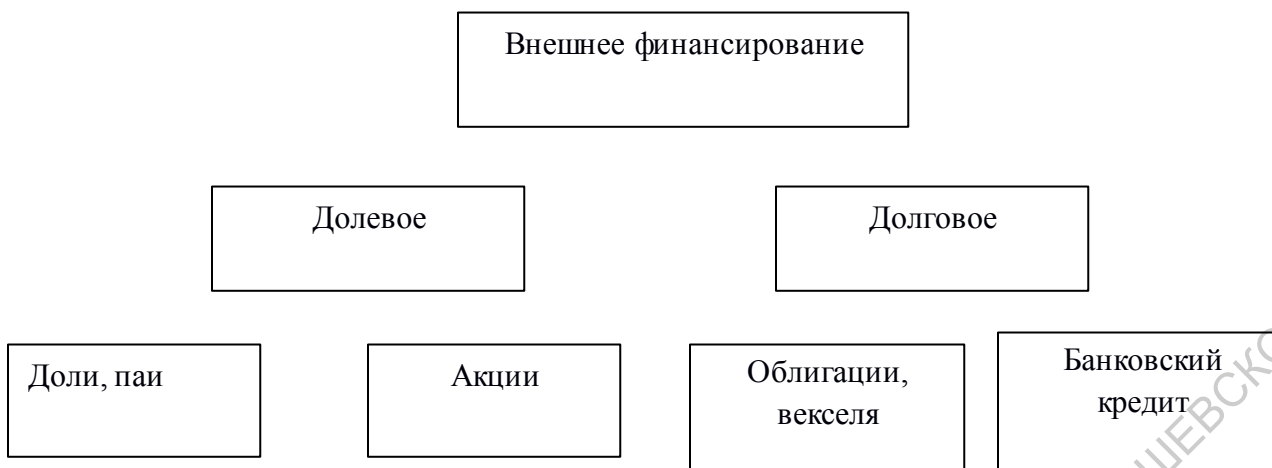 Внешнее финансирование
Долевое
Долговое
Доли, паи
Акции
Облигации,
векселя
Банковский
кредит